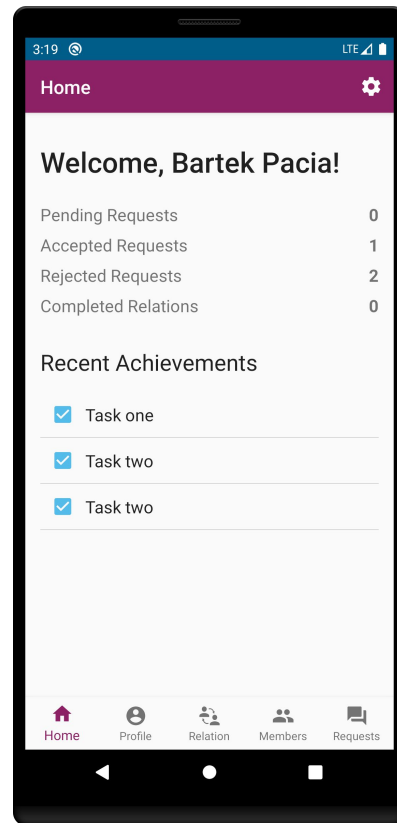 3:19 LTE
Home
Welcome, Bartek Pacia!
Pending Requests 0
Accepted Requests 1
Rejected Requests 2
Completed Relations 0
Recent Achievements
Task one
Task two
Task two
Home Profile Relation Members Requests